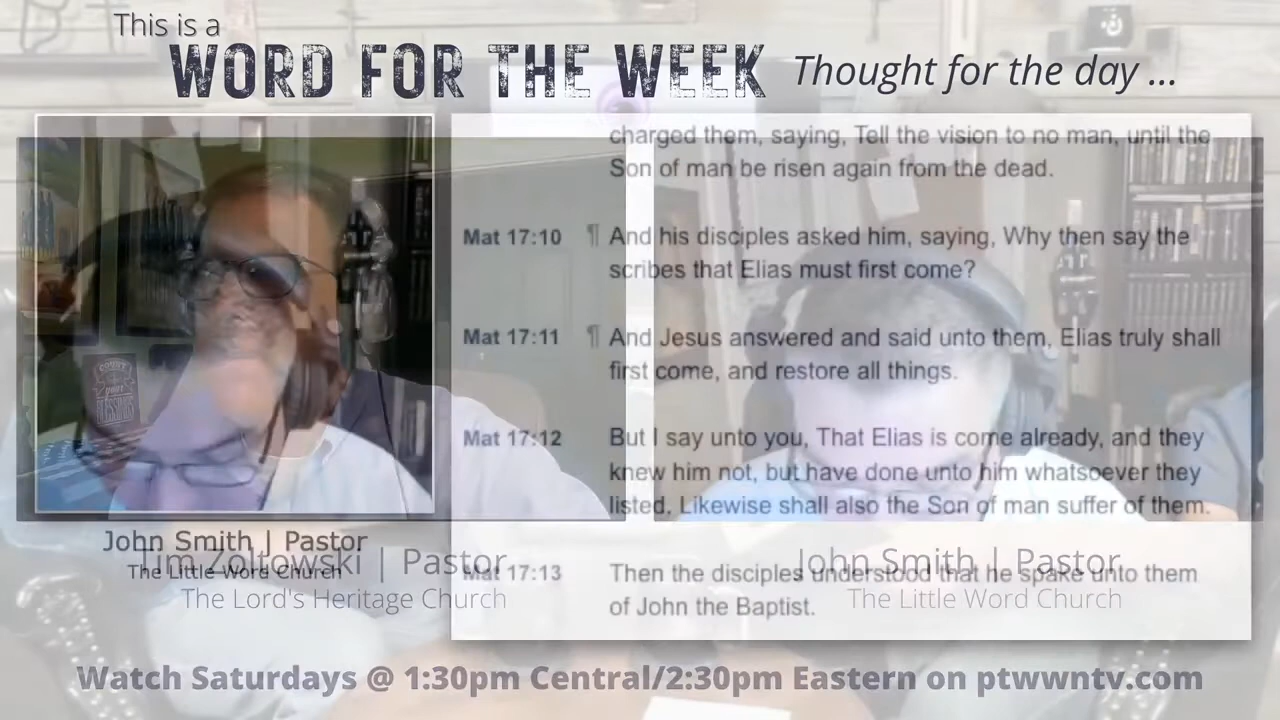 This is a
WORD FOR THE WEEK
Thought for the day ...
charged them, saying, Tell the vision to no man, until the
Son of man be risen again from the dead.
Mat 17:10 ¶ And his disciples asked him, saying, Why then say the
scribes that Elias must first come?
Mat 17:11 ¶ And Jesus answered and said unto them, Elias truly shall
first come, and restore all things.
Mat 17:12 But I say unto you, That Elias is come already, and they
knew him not, but have done unto him whatsoever they
listed. Likewise shall also the Son of man suffer of them.
Mat 17:13 Then the disciples understood that he spake unto them
of John the Baptist.
COUNT
your
BLESSINGS
John Smith | Pastor
The Little Word Church
Tim Zoltowski | Pastor
The Lord's Heritage Church
John Smith | Pastor
The Little Word Church
Watch Saturdays @ 1:30pm Central/2:30pm Eastern on ptwwntv.com